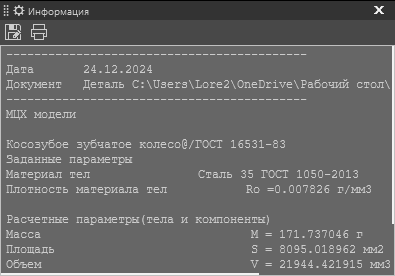 Информация
-------------------------------------------
Дата 24.12.2024
Документ Деталь C:\Users\Lore2\OneDrive\Рабочий стол\
-------------------------------------------
МЦХ модели
Косозубое зубчатое колесо@/ГОСТ 16531-83
Заданные параметры
Материал тел Сталь 35 ГОСТ 1050-2013
Плотность материала тел Ro =0.007826 г/мм3
Расчетные параметры(тела и компоненты)
Масса M = 171.737046 г
Площадь S = 8095.018962 мм2
Объем V = 21944.421915 мм3